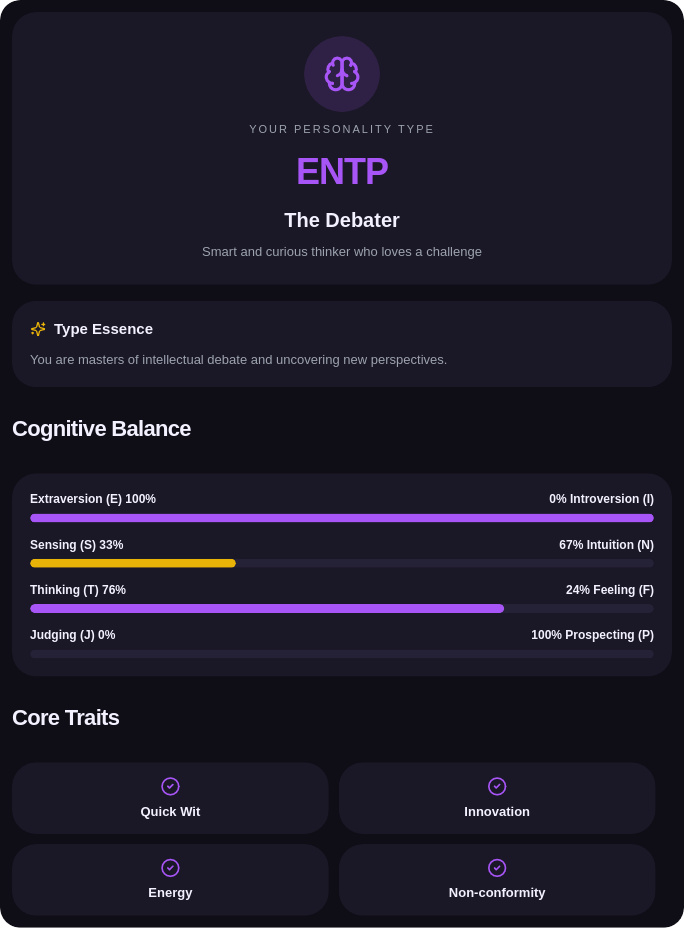 YOUR PERSONALITY TYPE
ENTP
The Debater
Smart and curious thinker who loves a challenge
Type Essence
You are masters of intellectual debate and uncovering new perspectives.
Cognitive Balance
Extraversion (E) 100% 0% Introversion (I)
Sensing (S) 33% 67% Intuition (N)
Thinking (T) 76% 24% Feeling (F)
Judging (J) 0% 100% Prospecting (P)
Core Traits
Quick Wit Innovation
Energy Non-conformity